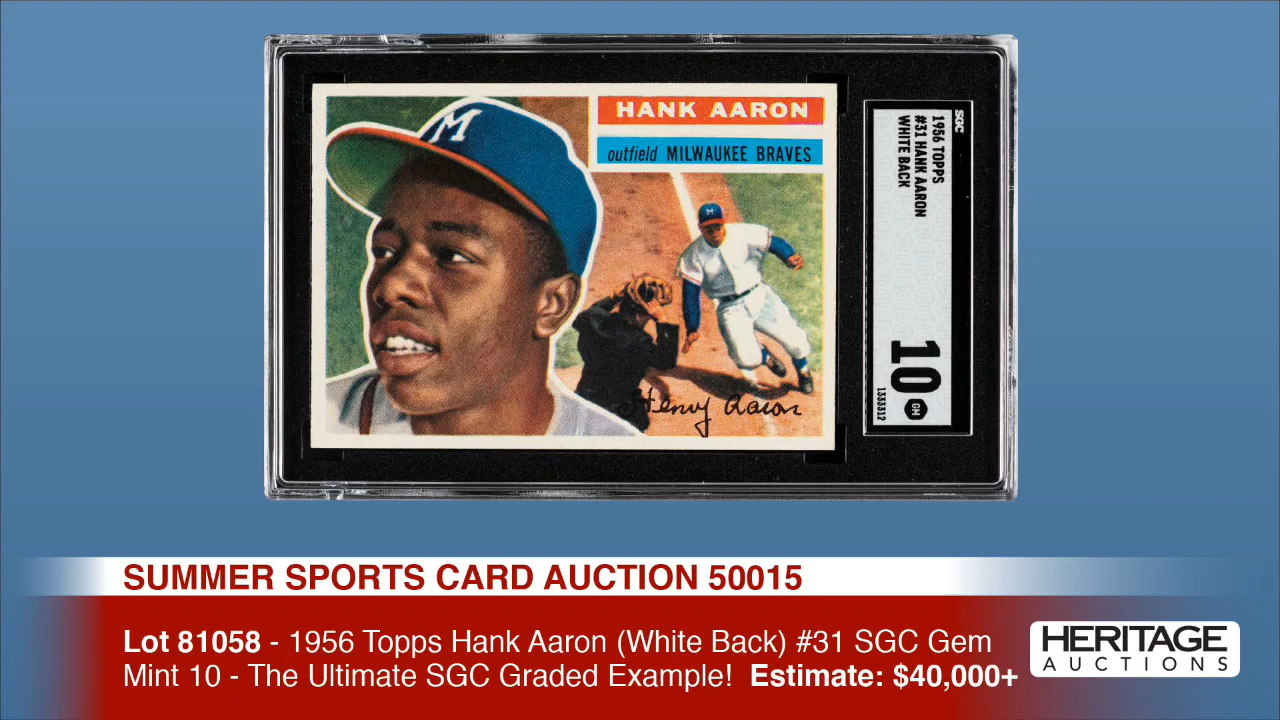 M
HANK AARON
outfield MILWAUKEE BRAVES
M
Henry Aaron
SGC
1956 TOPPS
#31 HANK AARON
WHITE BACK
10
GM
1333312
SUMMER SPORTS CARD AUCTION 50015
Lot 81058 - 1956 Topps Hank Aaron (White Back) #31 SGC Gem
Mint 10 - The Ultimate SGC Graded Example! Estimate: $40,000+
HERITAGE
AUCTIONS